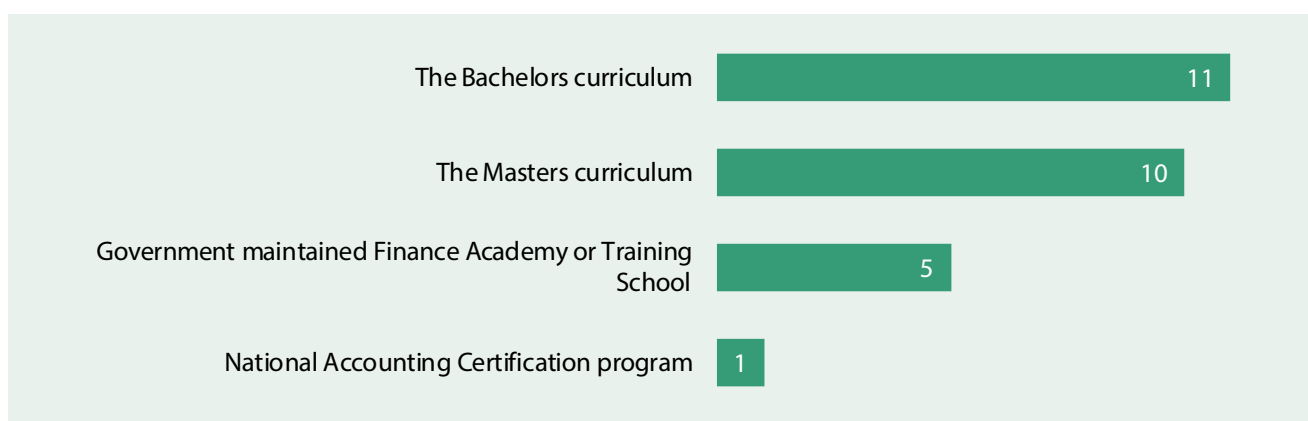 The Bachelors curriculum
11
The Masters curriculum
10
Government maintained Finance Academy or Training
School
5
National Accounting Certification program
1